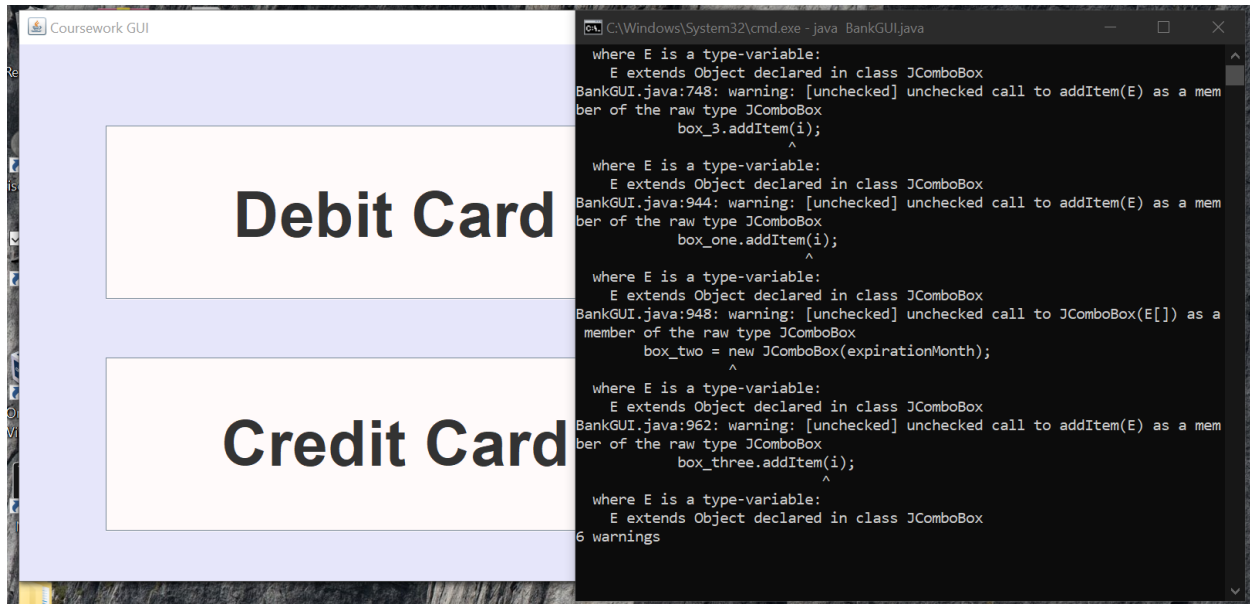 Coursework GUI
Debit Card
Credit Card
C:\Windows\System32\cmd.exe - java  BankGUI.java
  where E is a type-variable:
    E extends Object declared in class JComboBox
BankGUI.java:748: warning: [unchecked] unchecked call to addItem(E) as a mem
ber of the raw type JComboBox
            box_3.addItem(i);
                         ^
  where E is a type-variable:
    E extends Object declared in class JComboBox
BankGUI.java:944: warning: [unchecked] unchecked call to addItem(E) as a mem
ber of the raw type JComboBox
            box_one.addItem(i);
                           ^
  where E is a type-variable:
    E extends Object declared in class JComboBox
BankGUI.java:948: warning: [unchecked] unchecked call to JComboBox(E[]) as a
 member of the raw type JComboBox
        box_two = new JComboBox(expirationMonth);
                  ^
  where E is a type-variable:
    E extends Object declared in class JComboBox
BankGUI.java:962: warning: [unchecked] unchecked call to addItem(E) as a mem
ber of the raw type JComboBox
            box_three.addItem(i);
                             ^
  where E is a type-variable:
    E extends Object declared in class JComboBox
6 warnings